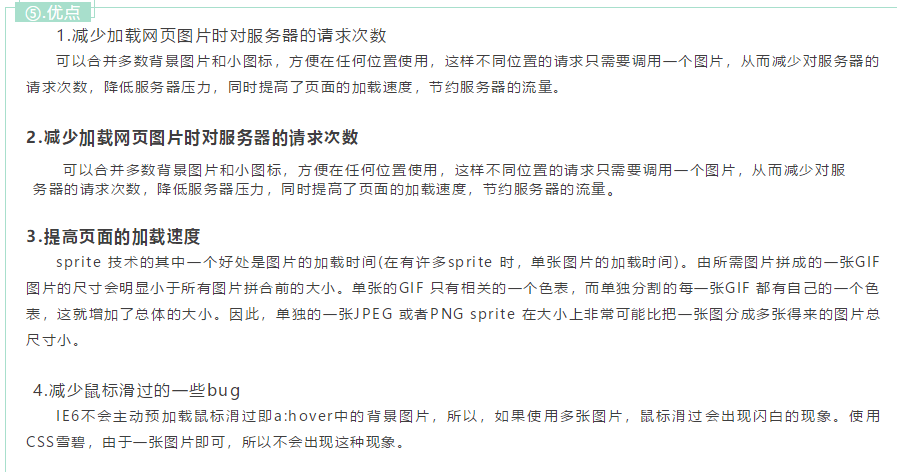 ⑤.优点
1.减少加载网页图片时对服务器的请求次数
可以合并多数背景图片和小图标，方便在任何位置使用，这样不同位置的请求只需要调用一个图片，从而减少对服务器的
请求次数，降低服务器压力，同时提高了页面的加载速度，节约服务器的流量。
2.减少加载网页图片时对服务器的请求次数
可以合并多数背景图片和小图标，方便在任何位置使用，这样不同位置的请求只需要调用一个图片，从而减少对服
务器的请求次数，降低服务器压力，同时提高了页面的加载速度，节约服务器的流量。
3.提高页面的加载速度
sprite 技术的其中一个好处是图片的加载时间(在有许多sprite 时，单张图片的加载时间)。由所需图片拼成的一张GIF
图片的尺寸会明显小于所有图片拼合前的大小。单张的GIF 只有相关的一个色表，而单独分割的每一张GIF 都有自己的一个色
表，这就增加了总体的大小。因此，单独的一张JPEG 或者PNG sprite 在大小上非常可能比把一张图分成多张得来的图片总
尺寸小。
4.减少鼠标滑过的一些bug
IE6不会主动预加载鼠标滑过即a:hover中的背景图片，所以，如果使用多张图片，鼠标滑过会出现闪白的现象。使用
CSS雪碧，由于一张图片即可，所以不会出现这种现象。